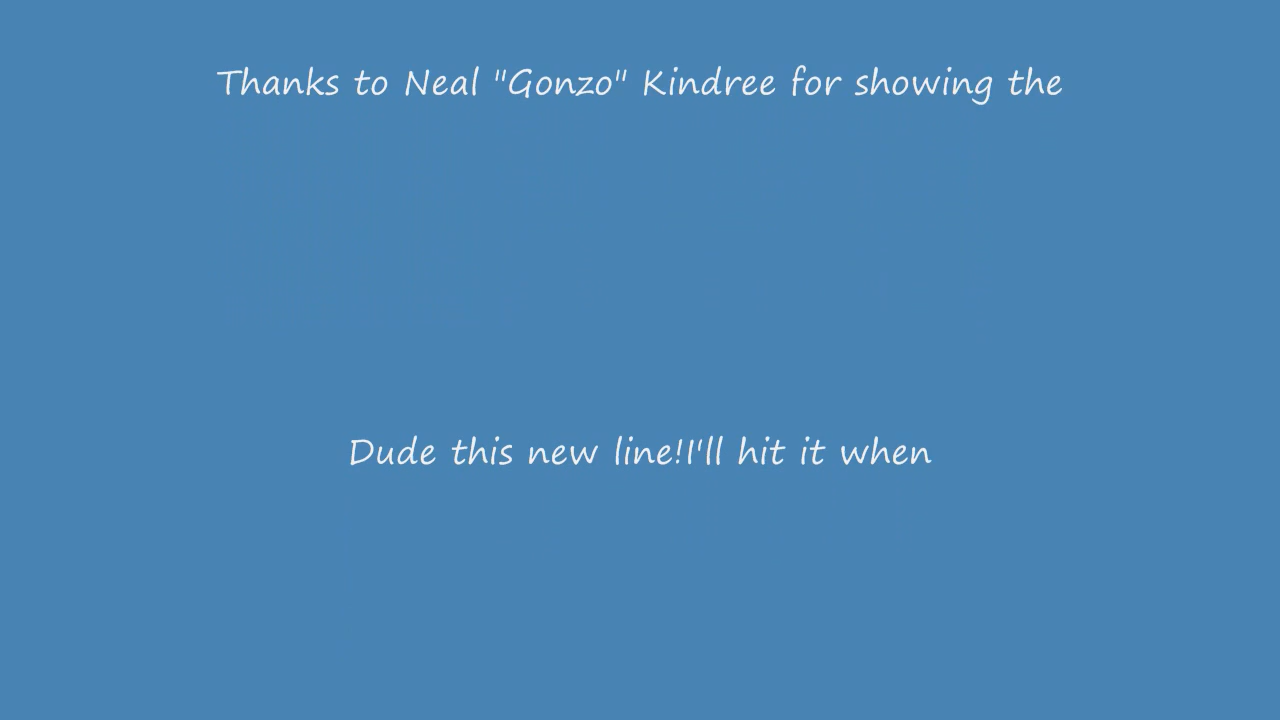 Thanks to Neal "Gonzo" Kindree for showing the
Dude this new line!I'll hit it when